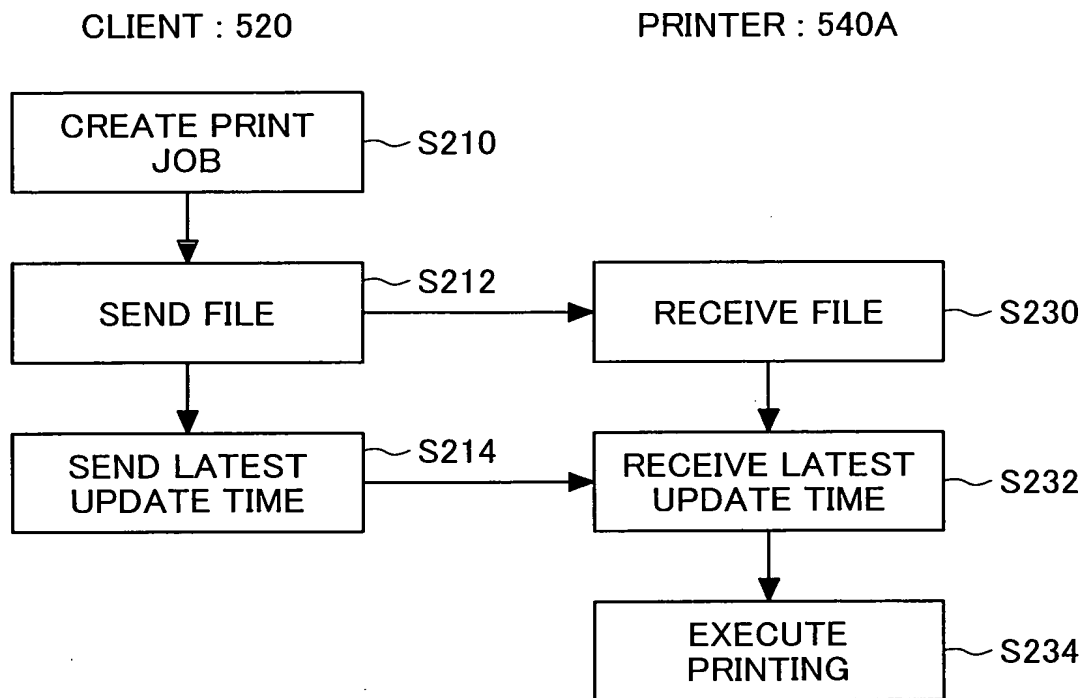 CLIENT : 520
PRINTER : 540A
CREATE PRINT
JOB
S210
SEND FILE
S212
RECEIVE FILE
S230
SEND LATEST
UPDATE TIME
S214
RECEIVE LATEST
UPDATE TIME
S232
EXECUTE
PRINTING
S234